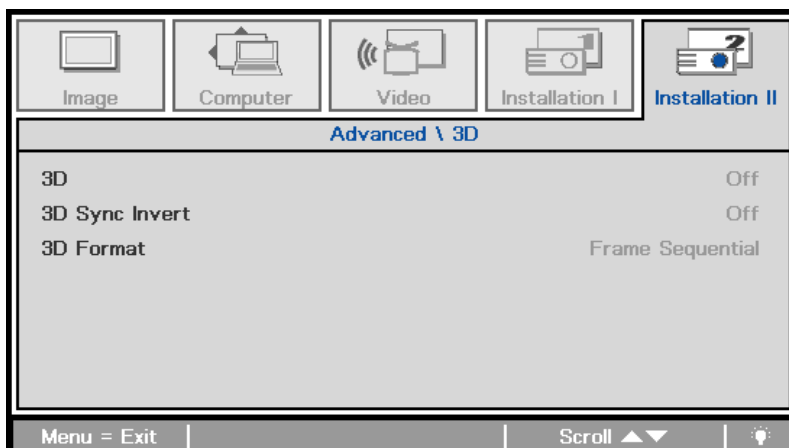 Image Computer Video Installation I Installation II
Advanced \ 3D
3D Off
3D Sync Invert Off
3D Format Frame Sequential
Menu = Exit Scroll ▲▼